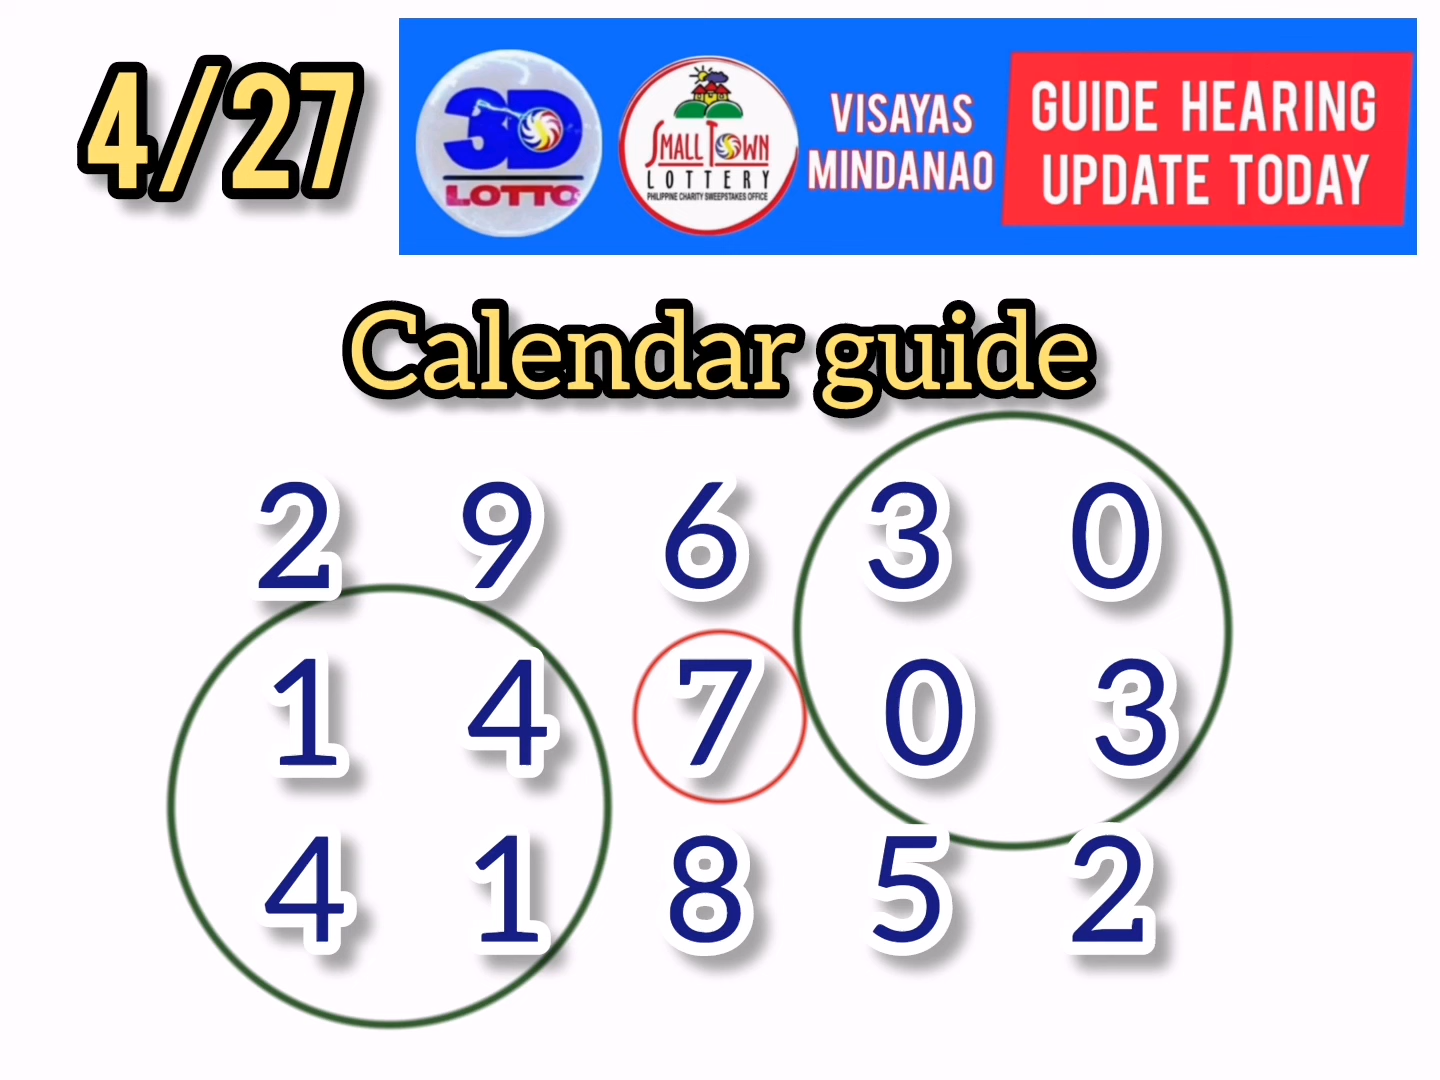 4/27
3D
LOTTO
SMALL TOWN
LOTTERY
PHILIPPINE CHARITY SWEEPSTAKES OFFICE
VISAYAS
MINDANAO
GUIDE HEARING
UPDATE TODAY
Calendar guide
2 9 6 3 0
1 4 7 0 3
4 1 8 5 2